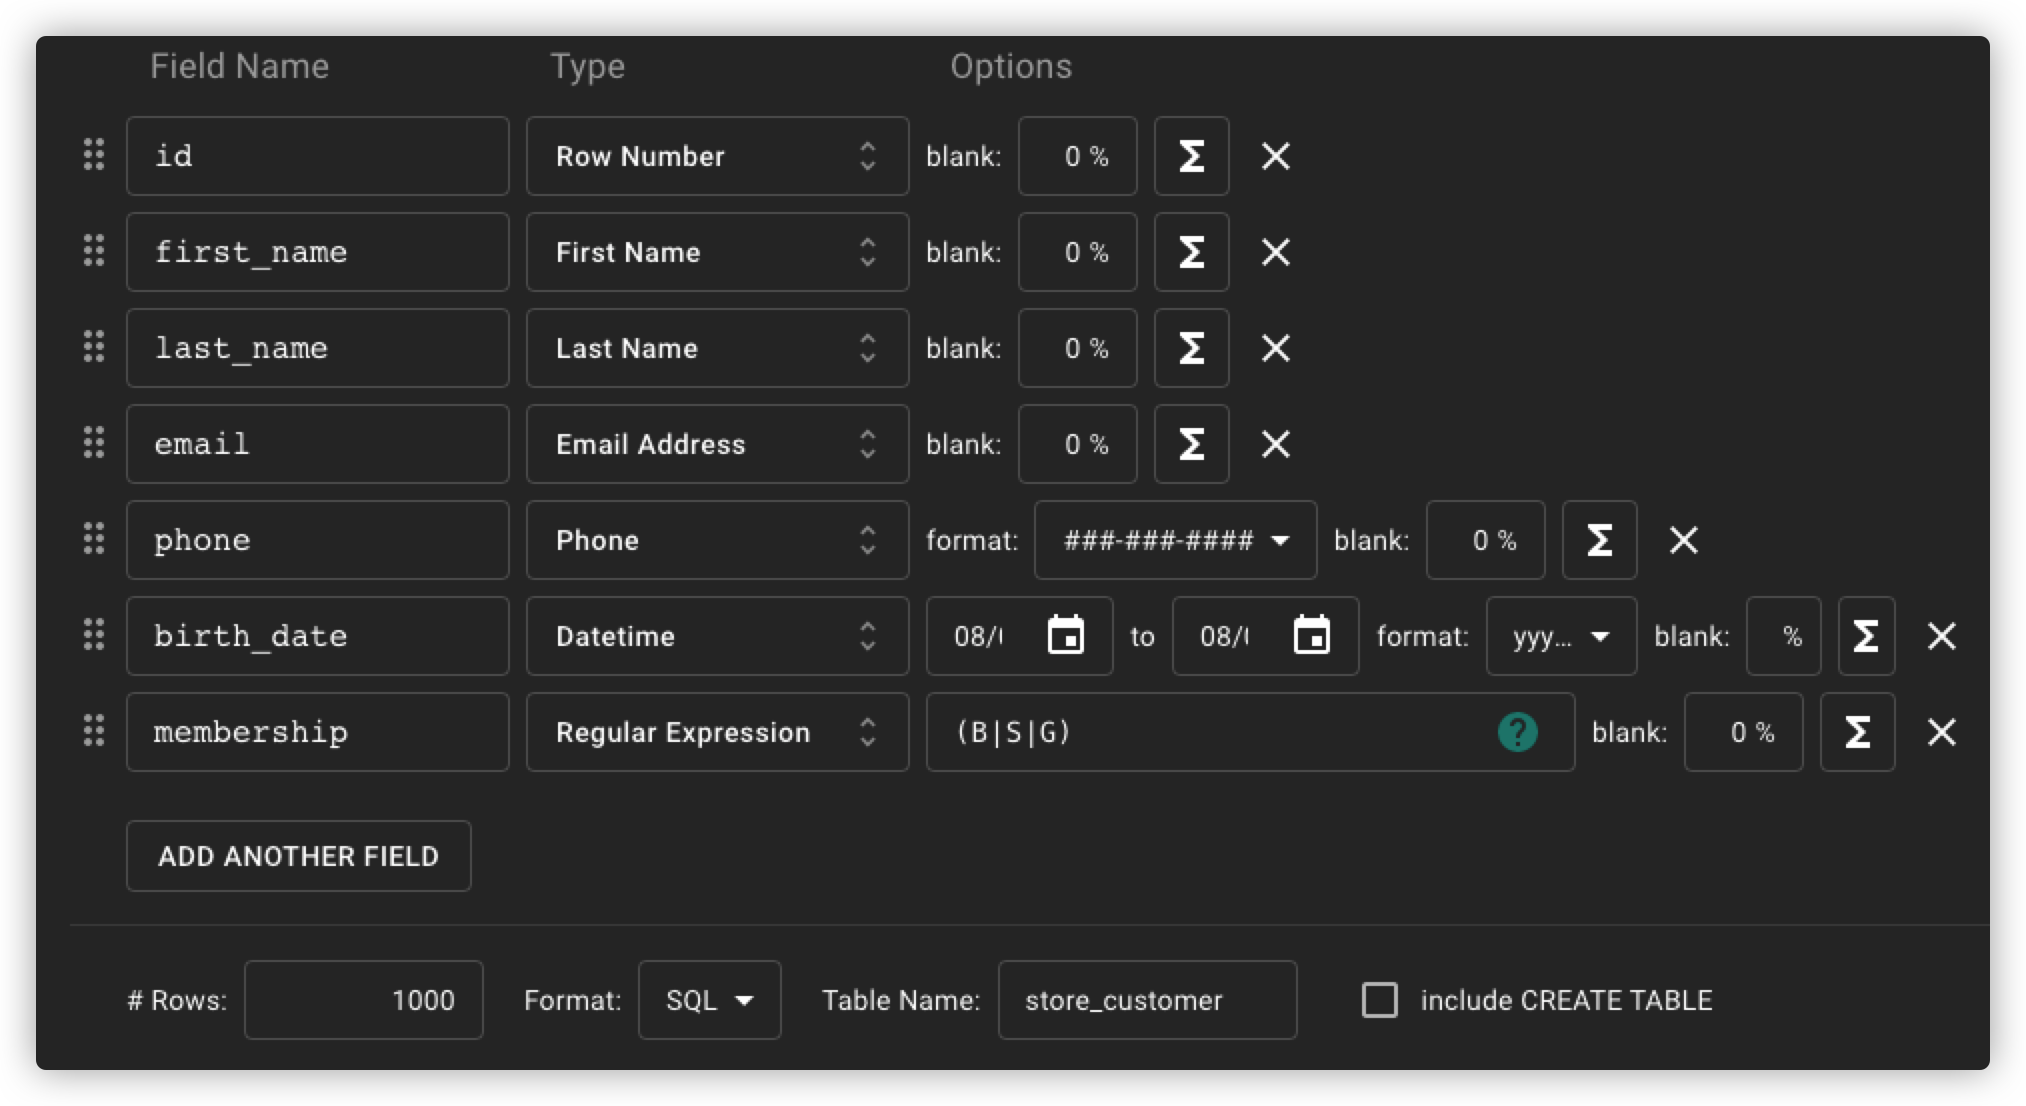 Field Name Type Options
id Row Number blank: 0 % Σ
first_name First Name blank: 0 % Σ
last_name Last Name blank: 0 % Σ
email Email Address blank: 0 % Σ
phone Phone format: ###-###-#### blank: 0 % Σ
birth_date Datetime 08/ to 08/ format: yyy... blank: % Σ
membership Regular Expression (B|S|G) ? blank: 0 % Σ
ADD ANOTHER FIELD
# Rows: 1000 Format: SQL Table Name: store_customer include CREATE TABLE